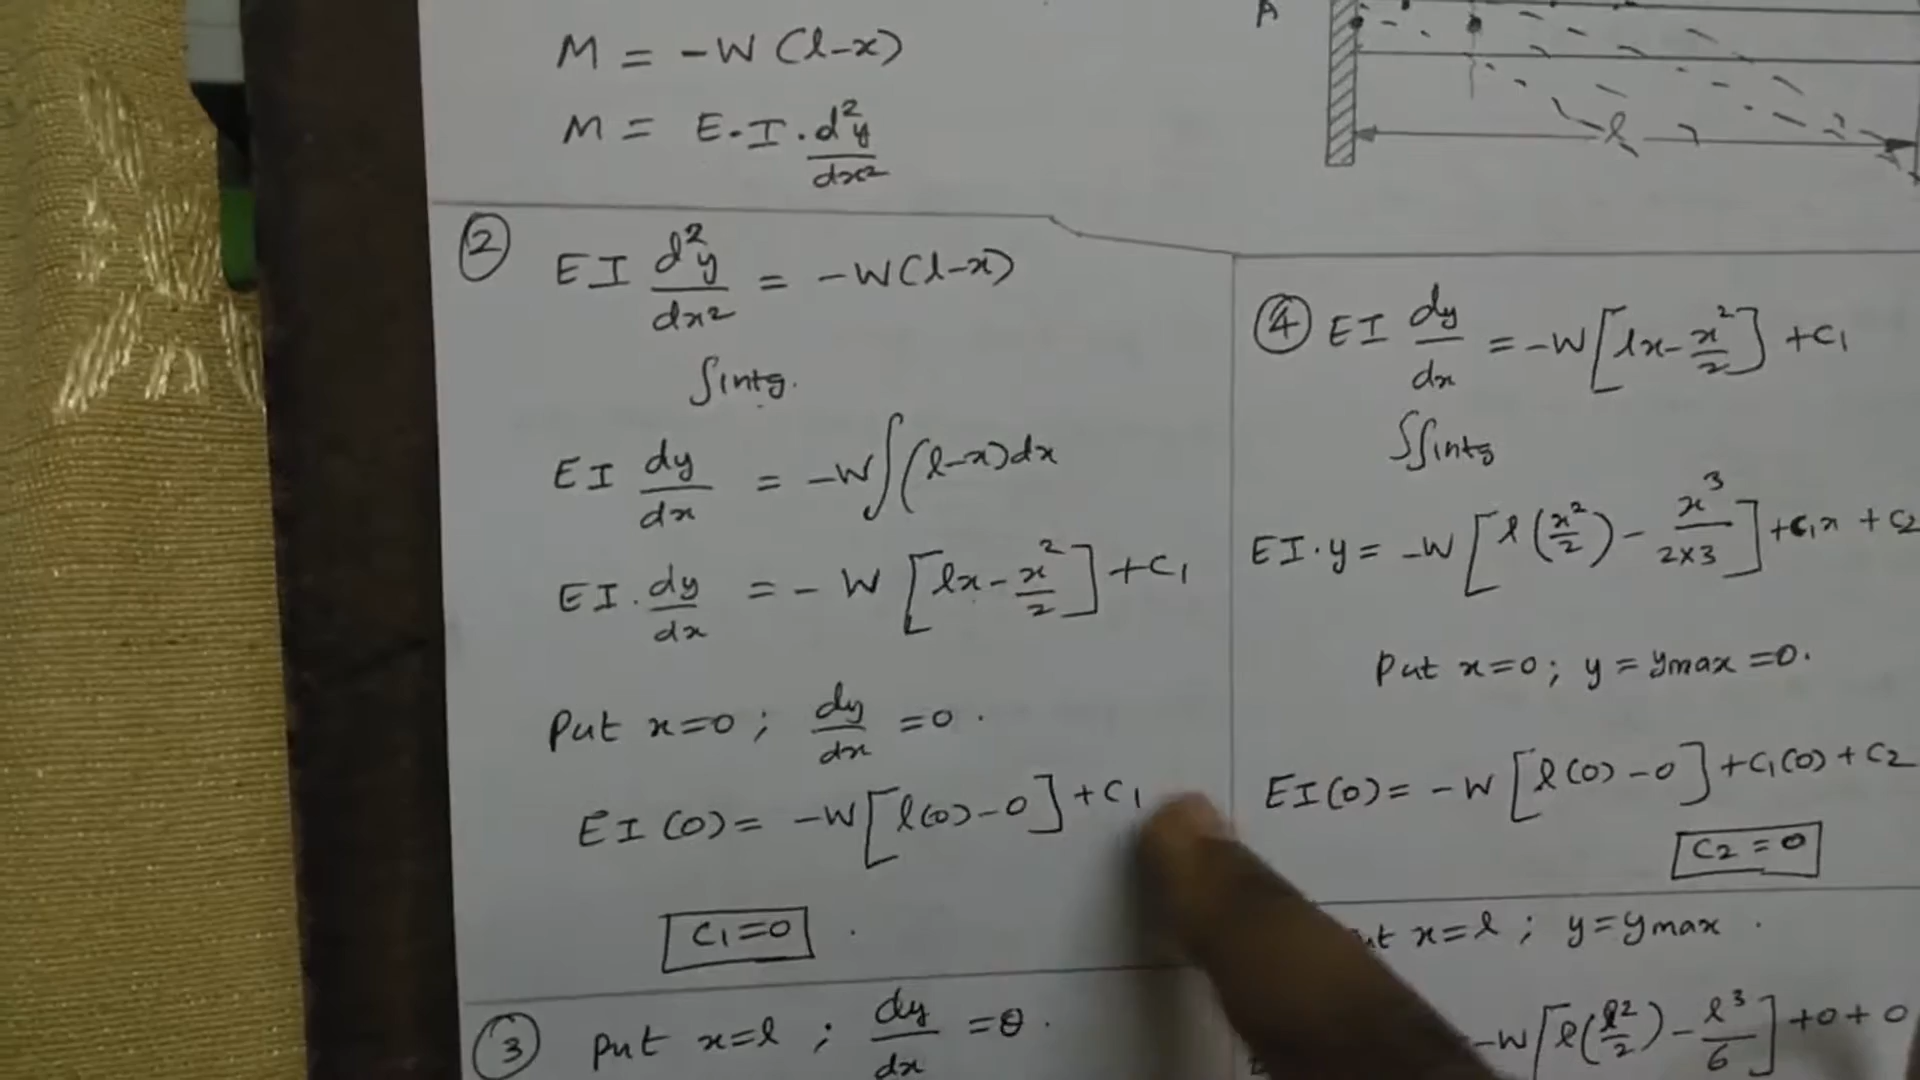 M = -W (l-x)
M = E.I. d²y/dx²
A
l
② EI d²y/dx² = -W(l-x)
∫intg.
EI dy/dx = -W∫(l-x)dx
EI. dy/dx = -W [lx - x²/2] + C1
Put x=0 ; dy/dx = 0.
EI (0) = -W [l(0) - 0] + C1
C1 = 0
③ Put x=l ; dy/dx = θ.
④ EI dy/dx = -W [lx - x²/2] + C1
∫∫intg
EI.y = -W [l(x²/2) - x³/2×3] + C1x + C2
Put x=0; y = ymax = 0.
EI(0) = -W [l(0) - 0] + C1(0) + C2
C2 = 0
x=l ; y = ymax.
-W [l(l²/2) - l³/6] + 0 + 0